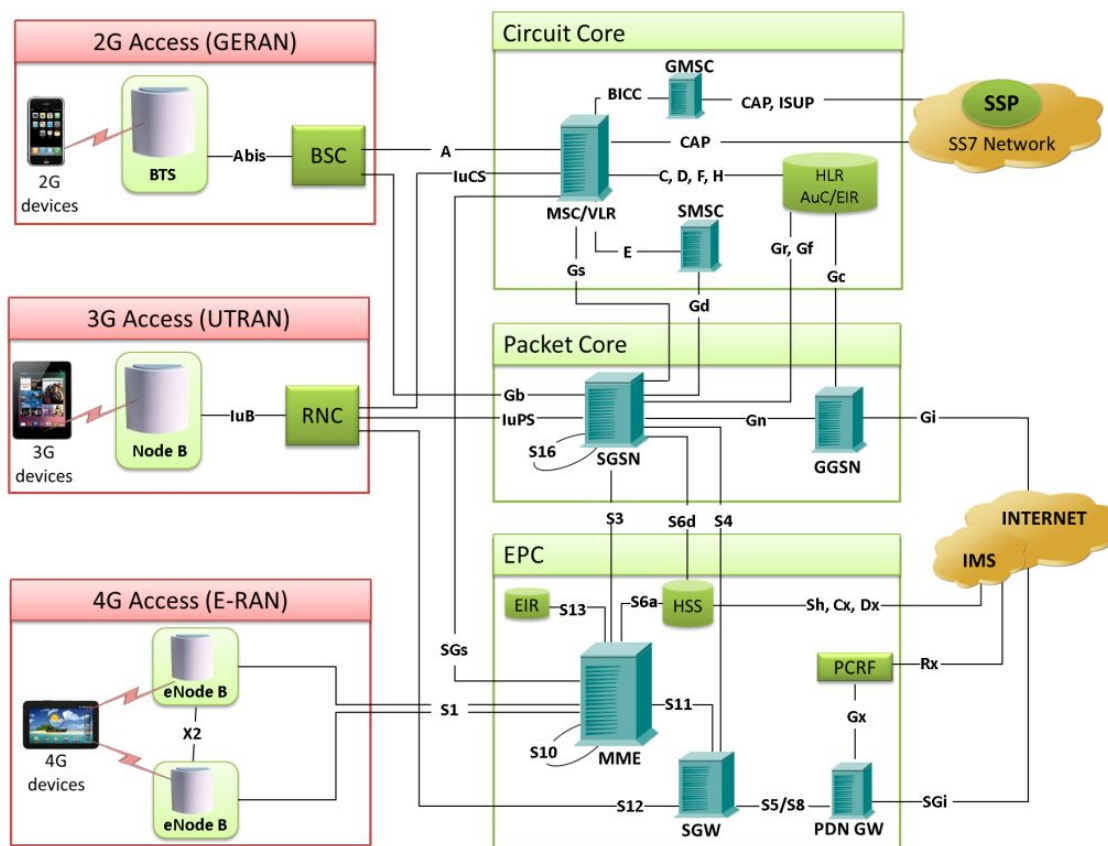 2G Access (GERAN)
BTS
2G
devices
Abis
BSC
3G Access (UTRAN)
Node B
3G
devices
IuB
RNC
4G Access (E-RAN)
eNode B
X2
4G
devices
eNode B
A
IuCS
Gb
IuPS
SGs
S1
S12
Circuit Core
GMSC
BICC
CAP, ISUP
SSP
SS7 Network
CAP
C, D, F, H
HLR
AuC/EIR
MSC/VLR
SMSC
E
Gs
Gd
Gr, Gf
Gc
Packet Core
SGSN
S16
Gn
GGSN
Gi
S3
S6d
S4
EPC
EIR
S13
S6a
HSS
Sh, Cx, Dx
INTERNET
IMS
PCRF
Rx
Gx
S11
S10
MME
SGW
S5/S8
PDN GW
SGi